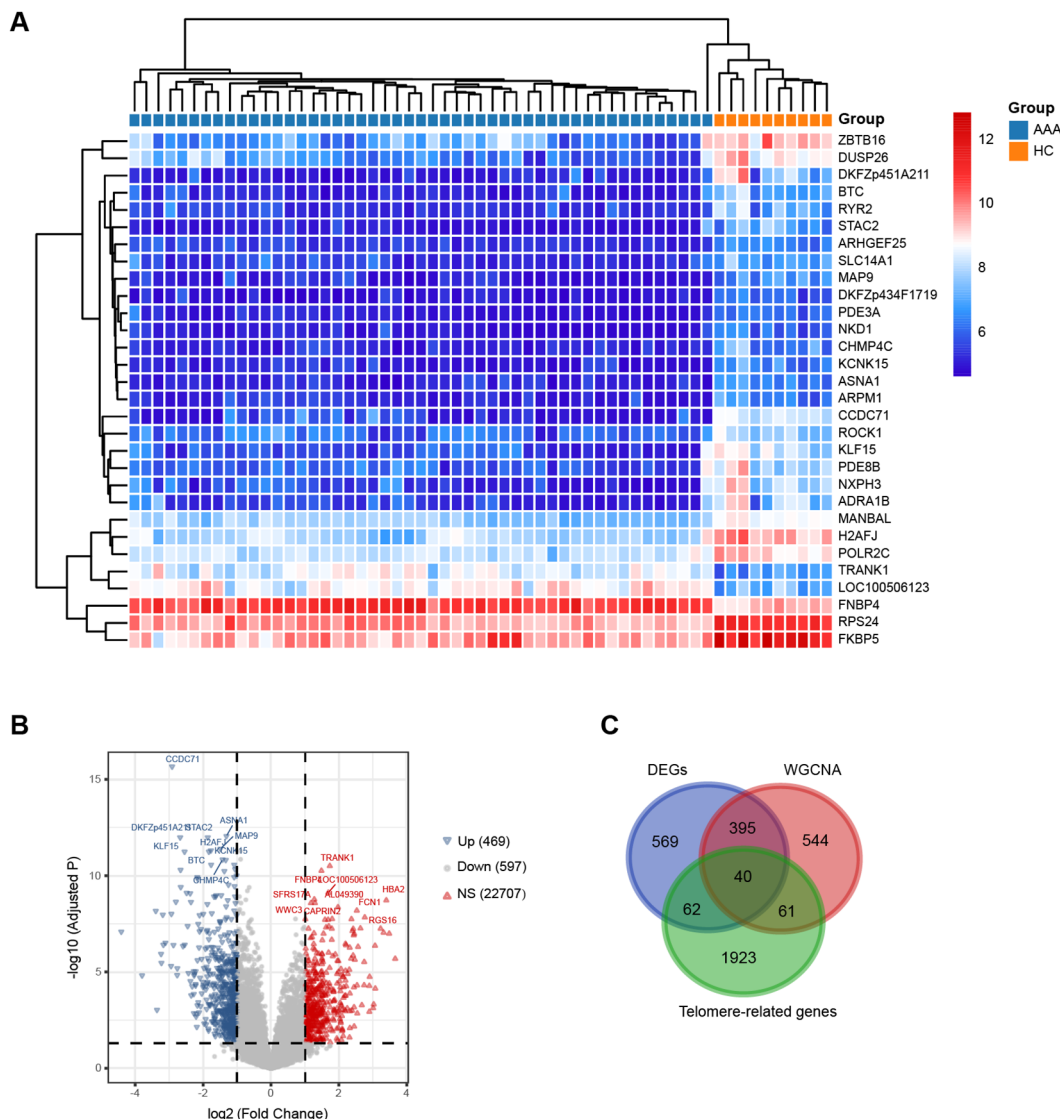 A
Group
ZBTB16
DUSP26
DKFZp451A211
BTC
RYR2
STAC2
ARHGEF25
SLC14A1
MAP9
DKFZp434F1719
PDE3A
NKD1
CHMP4C
KCNK15
ASNA1
ARPM1
CCDC71
ROCK1
KLF15
PDE8B
NXPH3
ADRA1B
MANBAL
H2AFJ
POLR2C
TRANK1
LOC100506123
FNBP4
RPS24
FKBP5
12
10
8
6
Group
AAA
HC
B
-log10 (Adjusted P)
15
10
5
0
CCDC71
ASNA1
DKFZp451A211
STAC2
MAP9
H2AFJ
KLF15
KCNK15
BTC
CHMP4C
TRANK1
FNBP4
LOC100506123
SFRS17A
AL049390
HBA2
FCN1
WWC3
CAPRIN2
RGS16
-4
-2
0
2
4
log2 (Fold Change)
Up (469)
Down (597)
NS (22707)
C
DEGs
WGCNA
569
395
544
40
62
61
1923
Telomere-related genes